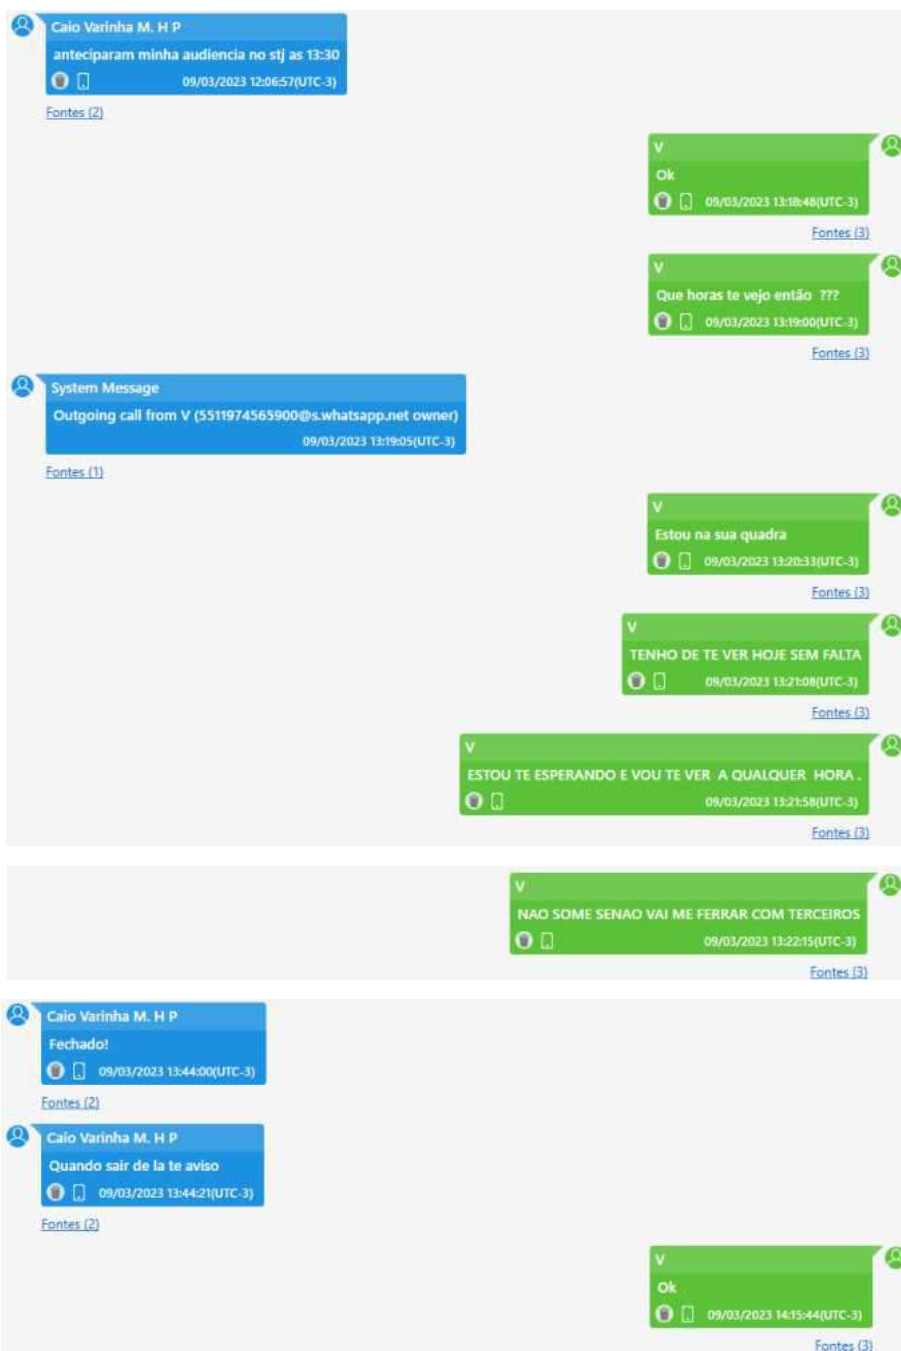 Caio Varinha M. H P
anteciparam minha audiencia no stj as 13:30
09/03/2023 12:06:57(UTC-3)
Fontes (2)
V
Ok
09/03/2023 13:18:48(UTC-3)
Fontes (3)
V
Que horas te vejo então ???
09/03/2023 13:19:00(UTC-3)
Fontes (3)
System Message
Outgoing call from V (5511974565900@s.whatsapp.net owner)
09/03/2023 13:19:05(UTC-3)
Fontes (1)
V
Estou na sua quadra
09/03/2023 13:20:33(UTC-3)
Fontes (3)
V
TENHO DE TE VER HOJE SEM FALTA
09/03/2023 13:21:08(UTC-3)
Fontes (3)
V
ESTOU TE ESPERANDO E VOU TE VER A QUALQUER HORA .
09/03/2023 13:21:58(UTC-3)
Fontes (3)
V
NAO SOME SENAO VAI ME FERRAR COM TERCEIROS
09/03/2023 13:22:15(UTC-3)
Fontes (3)
Caio Varinha M. H P
Fechado!
09/03/2023 13:44:00(UTC-3)
Fontes (2)
Caio Varinha M. H P
Quando sair de la te aviso
09/03/2023 13:44:21(UTC-3)
Fontes (2)
V
Ok
09/03/2023 14:15:44(UTC-3)
Fontes (3)